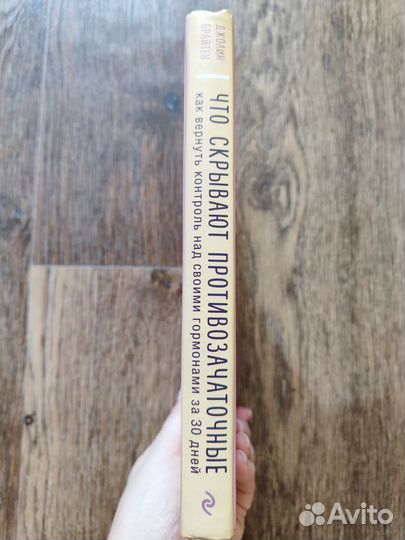 ДЖОЛИН
БРАЙТЕН
ЧТО СКРЫВАЮТ ПРОТИВОЗАЧАТОЧНЫЕ
как вернуть контроль над своими гормонами за 30 дней
Avito